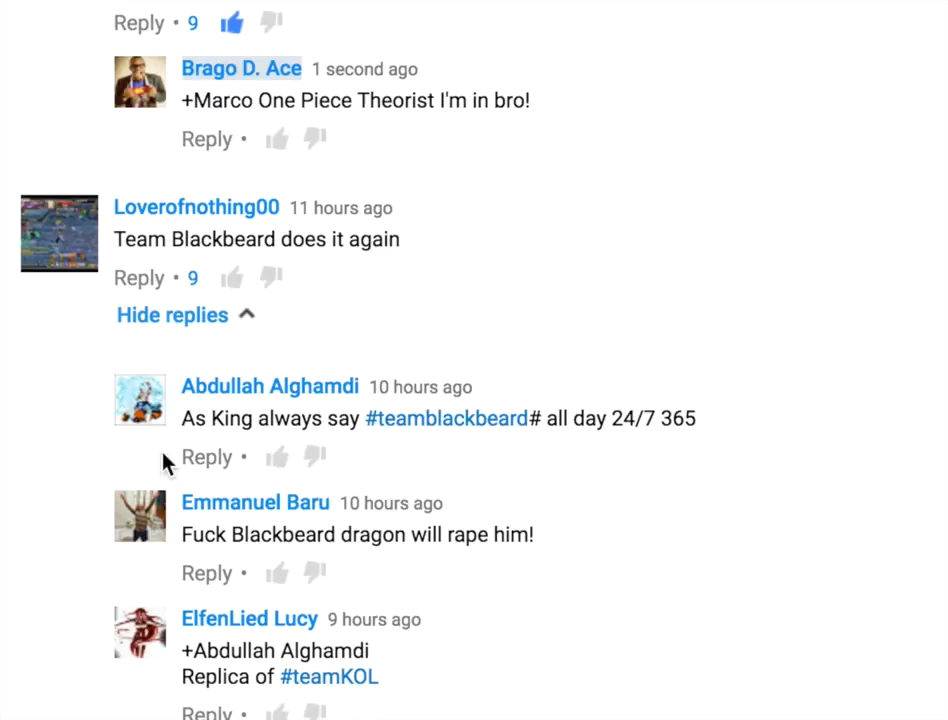 Reply • 9
Brago D. Ace 1 second ago
+Marco One Piece Theorist I'm in bro!
Reply •
Loverofnothing00 11 hours ago
Team Blackbeard does it again
Reply • 9
Hide replies
Abdullah Alghamdi 10 hours ago
As King always say #teamblackbeard# all day 24/7 365
Reply •
Emmanuel Baru 10 hours ago
Fuck Blackbeard dragon will rape him!
Reply •
ElfenLied Lucy 9 hours ago
+Abdullah Alghamdi
Replica of #teamKOL
Reply •